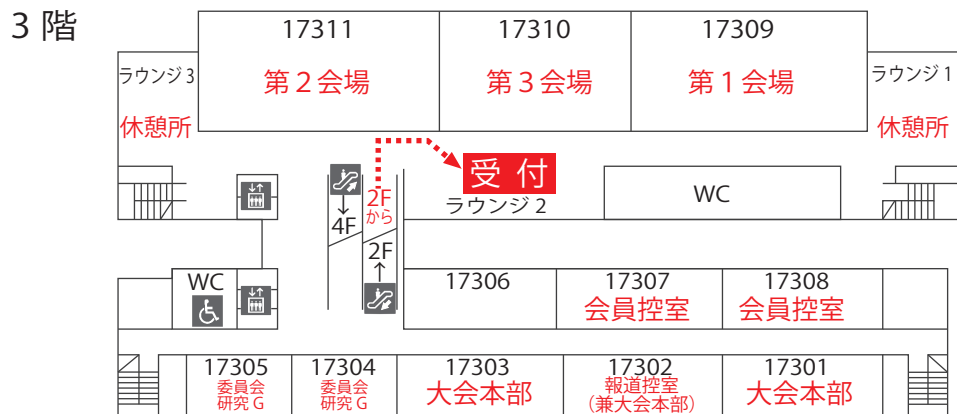 3 階
17311
17310
17309
ラウンジ 3
第 2 会場
第 3 会場
第 1 会場
ラウンジ 1
休憩所
休憩所
受 付
ラウンジ 2
WC
2F
から
4F
2F
WC
17306
17307
会員控室
17308
会員控室
17305
委員会
研究 G
17304
委員会
研究 G
17303
大会本部
17302
報道控室
(兼大会本部)
17301
大会本部